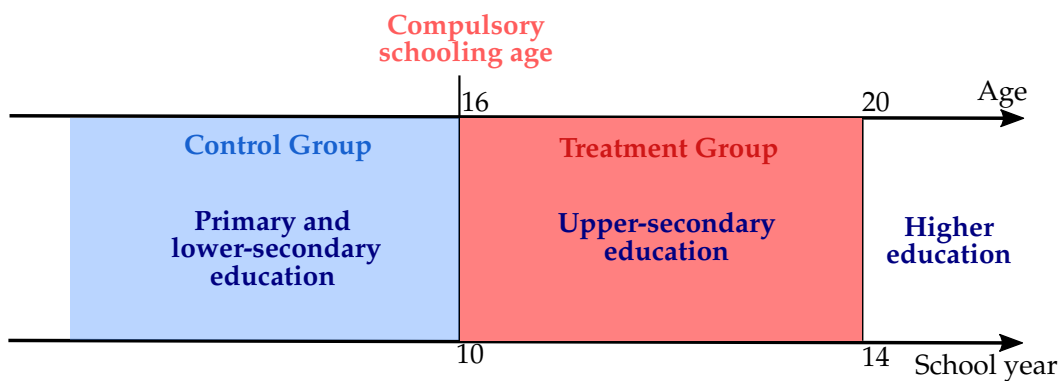 Compulsory
schooling age
16
20
Age
Control Group
Treatment Group
Primary and
lower-secondary
education
Upper-secondary
education
Higher
education
10
14
School year